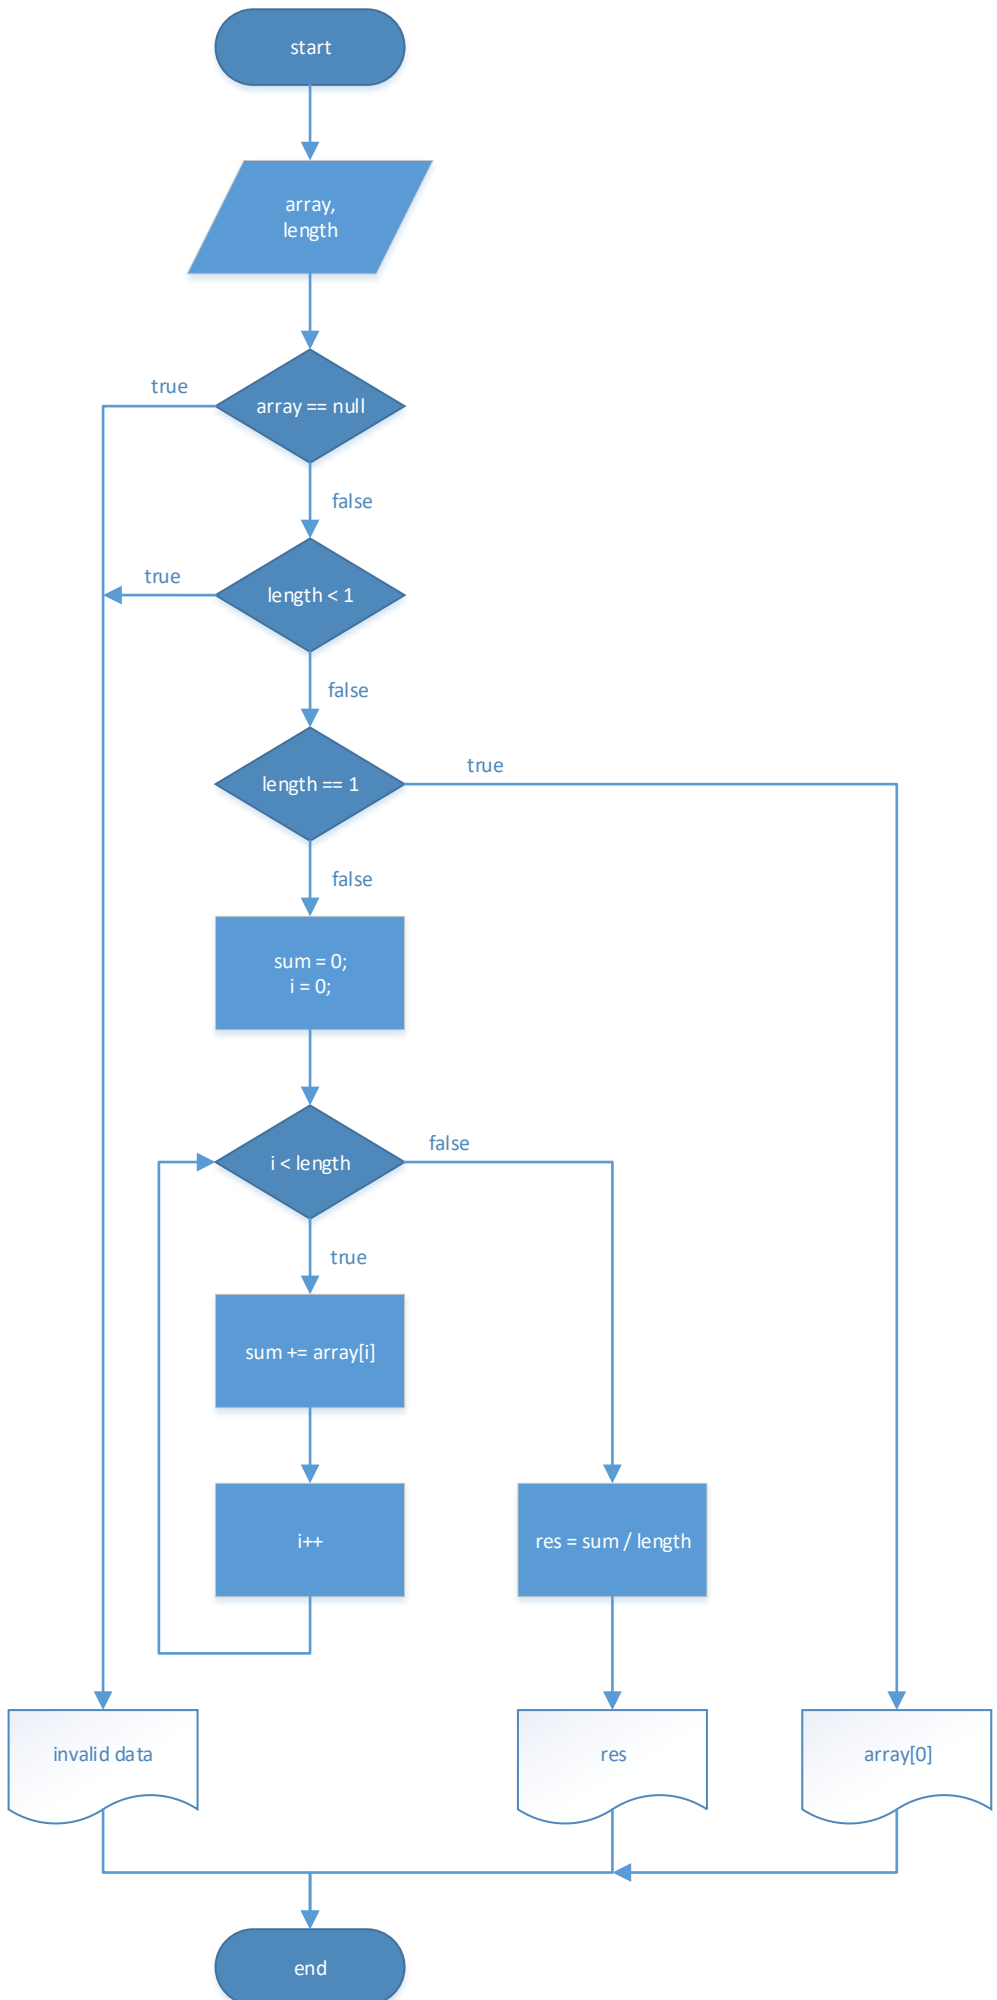 start
array,
length
true
array == null
false
true
length < 1
false
true
length == 1
false
sum = 0;
i = 0;
false
i < length
true
sum += array[i]
i++
res = sum / length
invalid data
res
array[0]
end